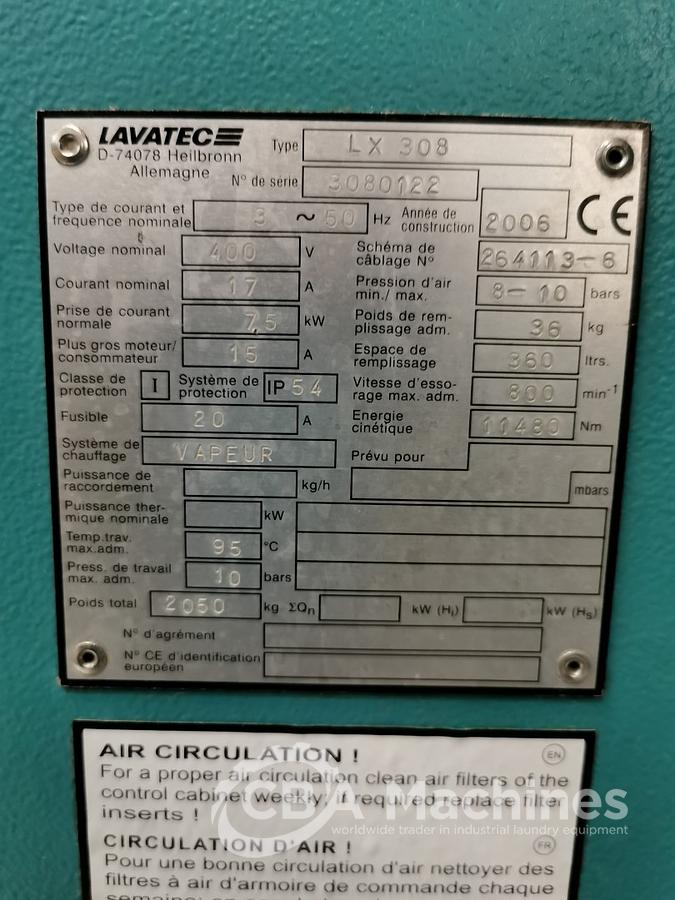 LAVATEC
D-74078 Heilbronn
Allemagne
Type LX 308
N° de série 3080122
Type de courant et
frequence nominale 3 ~ 50 Hz
Année de
construction 2006
CE
Voltage nominal 400 V
Schéma de
câblage N° 264113-6
Courant nominal 17 A
Pression d'air
min./ max. 8-10 bars
Prise de courant
normale 7,5 kW
Poids de rem-
plissage adm. 36 kg
Plus gros moteur/
consommateur 15 A
Espace de
remplissage 360 ltrs.
Classe de
protection I
Système de
protection IP 54
Vitesse d'esso-
rage max. adm. 800 min-1
Fusible 20 A
Energie
cinétique 11480 Nm
Système de
chauffage VAPEUR
Prévu pour
mbars
Puissance de
raccordement kg/h
Puissance ther-
mique nominale kW
Temp.trav.
max.adm. 95 °C
Press. de travail
max. adm. 10 bars
Poids total 2050 kg ΣQn kW (Hi) kW (Hs)
N° d'agrément
N° CE d'identification
européen
AIR CIRCULATION ! EN
For a proper air circulation clean air filters of the
control cabinet weekly; if required replace filter
inserts !
CIRCULATION D'AIR ! FR
Pour une bonne circulation d'air nettoyer des
filtres à air d'armoire de commande chaque
CBA Machines
worldwide trader in industrial laundry equipment